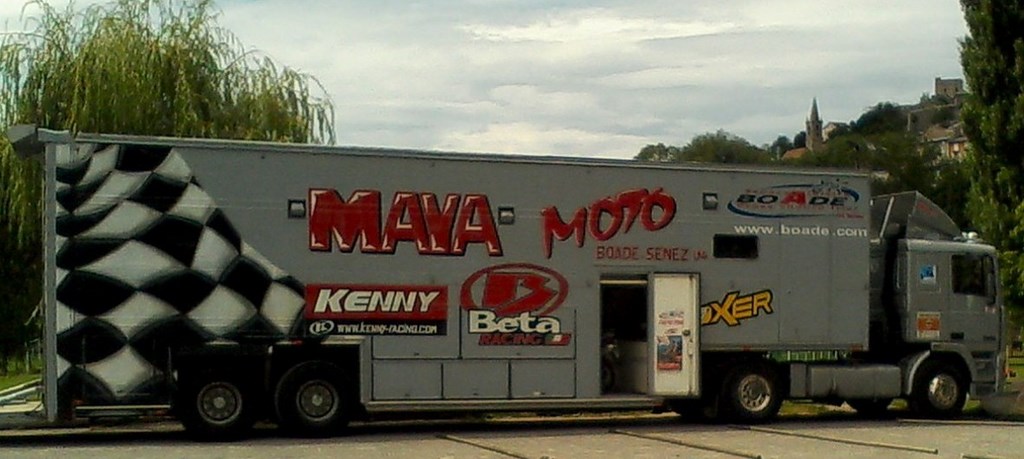 MAVA MOTO
BOADE SENEZ
BOADE
www.boade.com
KENNY
WWW.KENNY-RACING.COM
Beta
RACING
OXER